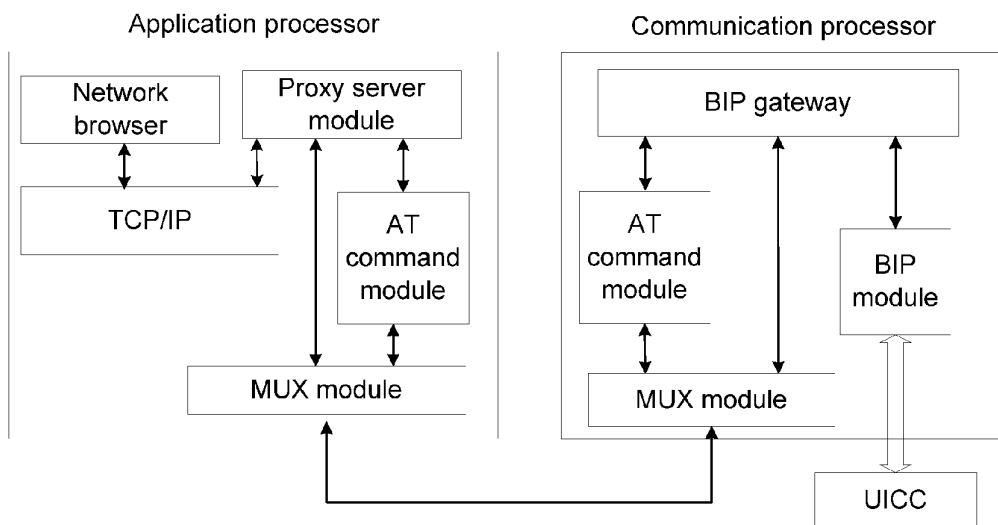 Application processor
Communication processor
Network
browser
Proxy server
module
TCP/IP
AT
command
module
MUX module
BIP gateway
AT
command
module
BIP
module
MUX module
UICC